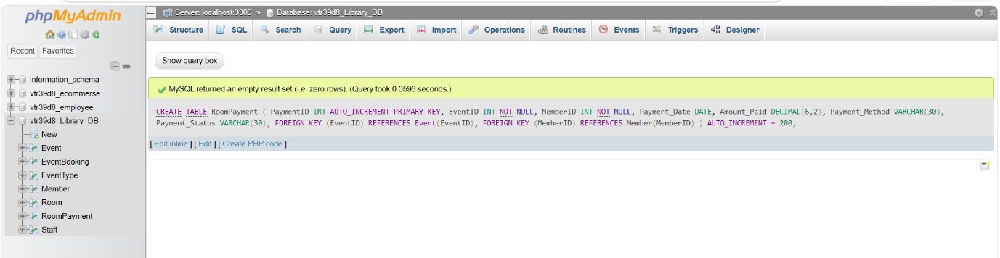 phpMyAdmin
Recent Favorites
information_schema
vtr39d8_ecommerse
vtr39d8_employee
vtr39d8_Library_DB
New
Event
EventBooking
EventType
Member
Room
RoomPayment
Staff
Server: localhost:3306 » Database: vtr39d8_Library_DB
Structure SQL Search Query Export Import Operations Routines Events Triggers Designer
Show query box
MySQL returned an empty result set (i.e. zero rows). (Query took 0.0596 seconds.)
CREATE TABLE RoomPayment ( PaymentID INT AUTO_INCREMENT PRIMARY KEY, EventID INT NOT NULL, MemberID INT NOT NULL, Payment_Date DATE, Amount_Paid DECIMAL(6,2), Payment_Method VARCHAR(30),
Payment_Status VARCHAR(30), FOREIGN KEY (EventID) REFERENCES Event(EventID), FOREIGN KEY (MemberID) REFERENCES Member(MemberID) ) AUTO_INCREMENT = 200;
[ Edit inline ] [ Edit ] [ Create PHP code ]